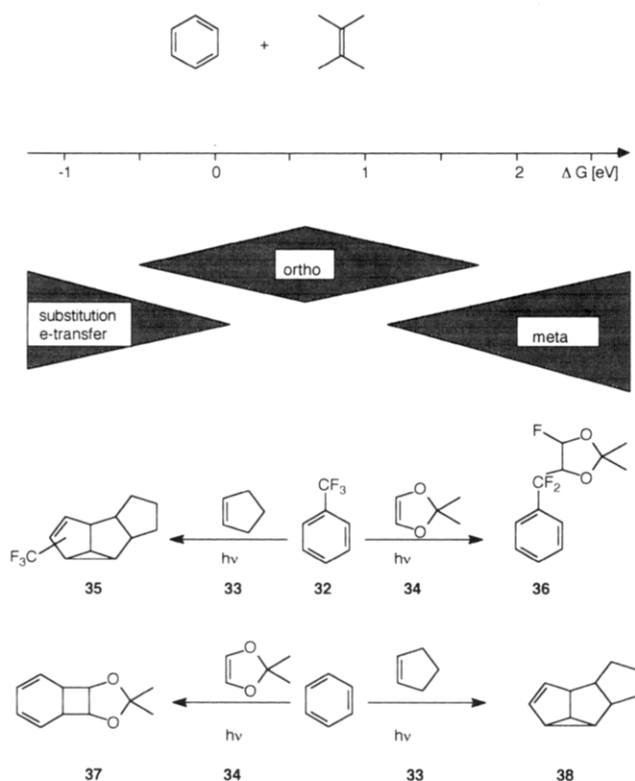 +
-1 0 1 2 Δ G [eV]
ortho
substitution
e-transfer
meta
F O
O
CF3 CF2
O
O
F3C
hν hν
35 33 32 34 36
O
O
O
O
hν hν
37 34 33 38